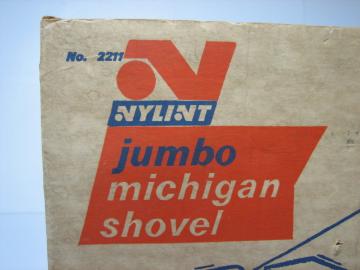 No. 2211
NYLINT
jumbo
michigan
shovel